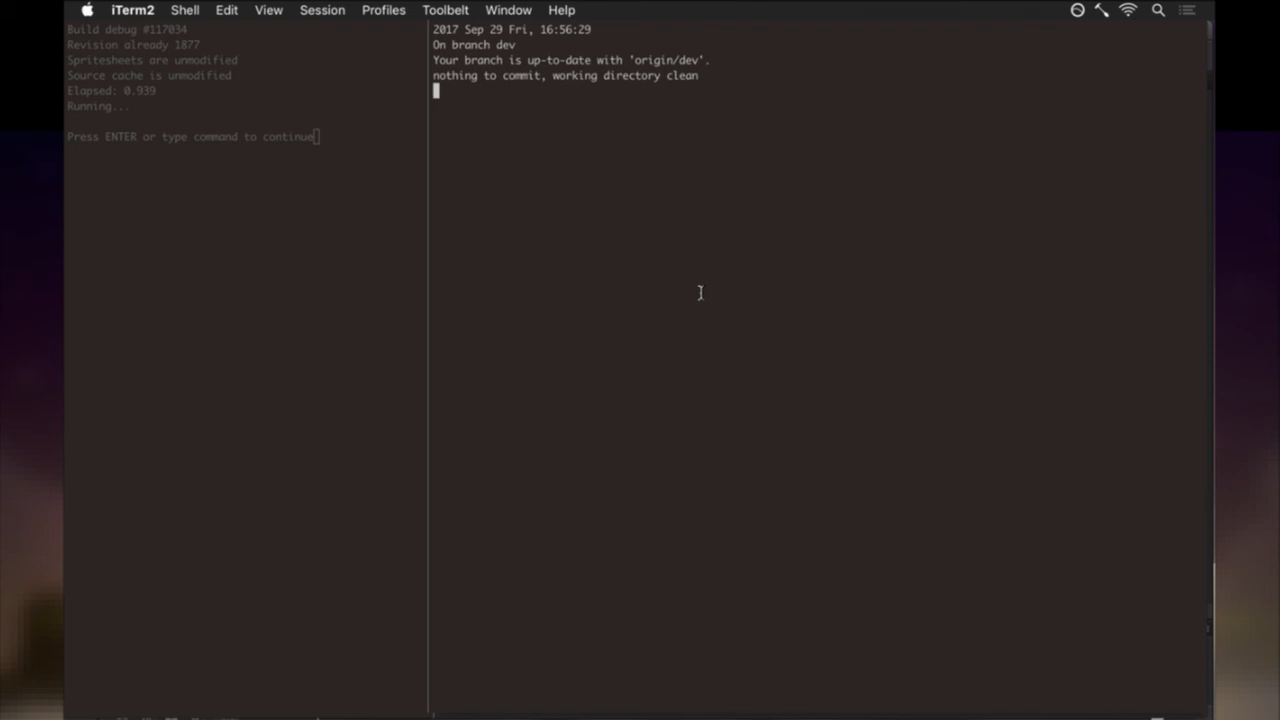 iTerm2 Shell Edit View Session Profiles Toolbelt Window Help
Build debug #117034
Revision already 1877
Spritesheets are unmodified
Source cache is unmodified
Elapsed: 0.939
Running...
Press ENTER or type command to continue
2017 Sep 29 Fri, 16:56:29
On branch dev
Your branch is up-to-date with 'origin/dev'.
nothing to commit, working directory clean